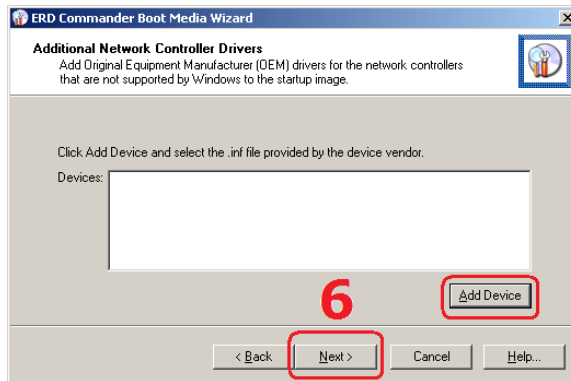 ERD Commander Boot Media Wizard
Additional Network Controller Drivers
Add Original Equipment Manufacturer (OEM) drivers for the network controllers
that are not supported by Windows to the startup image.
Click Add Device and select the .inf file provided by the device vendor.
Devices:
6
Add Device
< Back
Next >
Cancel
Help...